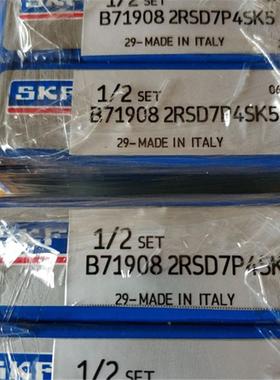 1/2 SET
B71908 2RSD7P4SK5
29-MADE IN ITALY
SKF
1/2 SET
06
B71908 2RSD7P4SK5
29-MADE IN ITALY
SKF
1/2 SET
B71908 2RSD7P4SK
29-MADE IN ITALY
SKF
1/2 SET